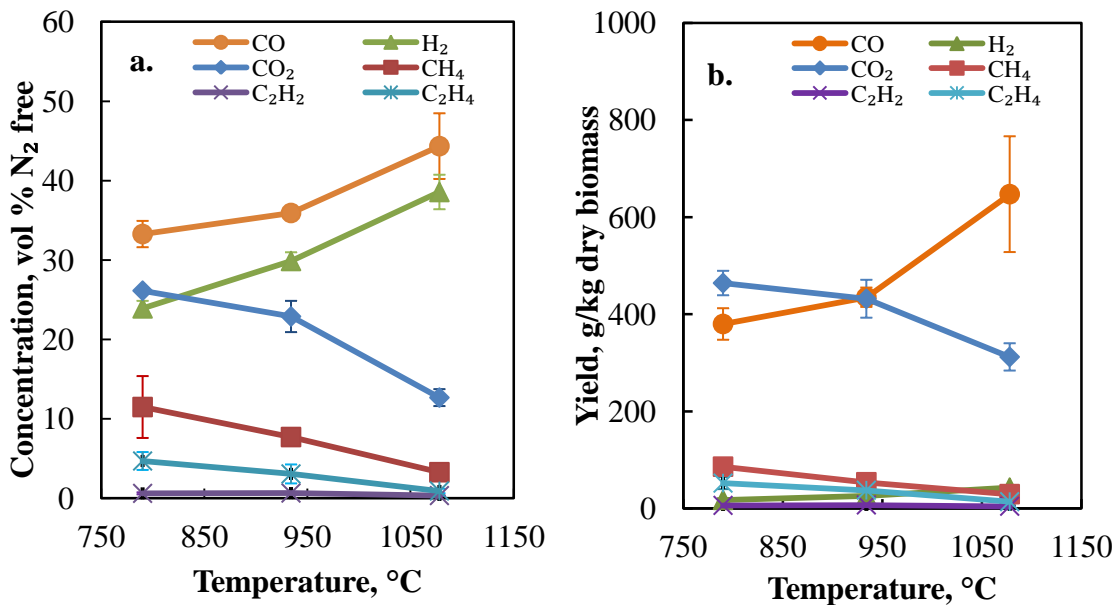 a.
CO
H₂
CO₂
CH₄
C₂H₂
C₂H₄
Concentration, vol % N₂ free
60
50
40
30
20
10
0
750
850
950
1050
1150
Temperature, °C
b.
CO
H₂
CO₂
CH₄
C₂H₂
C₂H₄
Yield, g/kg dry biomass
1000
800
600
400
200
0
750
850
950
1050
1150
Temperature, °C